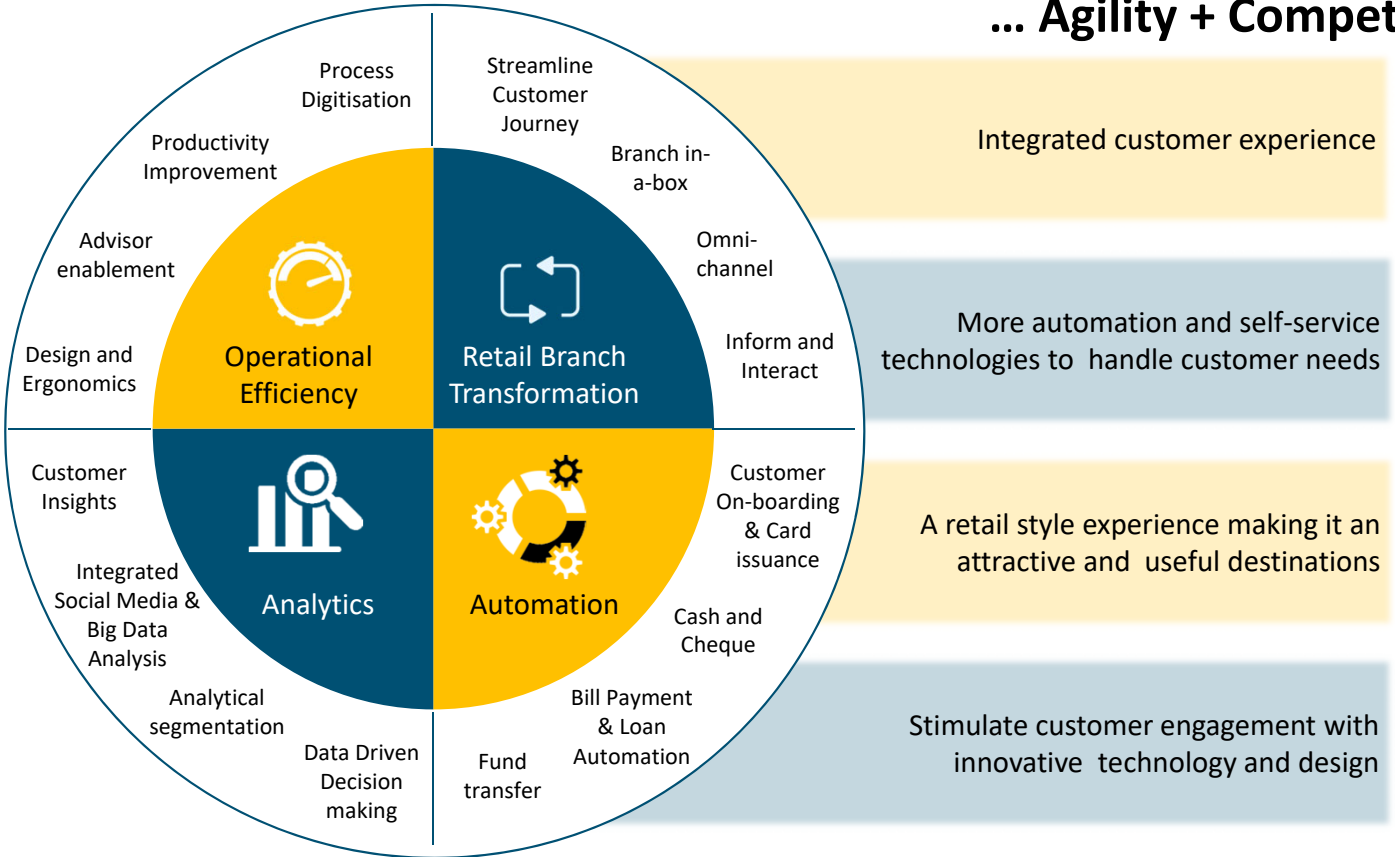 ... Agility + Compet
Process
Digitisation
Productivity
Improvement
Advisor
enablement
Design and
Ergonomics
Operational
Efficiency
Streamline
Customer
Journey
Branch in-
a-box
Omni-
channel
Inform and
Interact
Retail Branch
Transformation
Customer
Insights
Integrated
Social Media &
Big Data
Analysis
Analytical
segmentation
Data Driven
Decision
making
Analytics
Customer
On-boarding
& Card
issuance
Cash and
Cheque
Bill Payment
& Loan
Automation
Fund
transfer
Automation
Integrated customer experience
More automation and self-service
technologies to handle customer needs
A retail style experience making it an
attractive and useful destinations
Stimulate customer engagement with
innovative technology and design